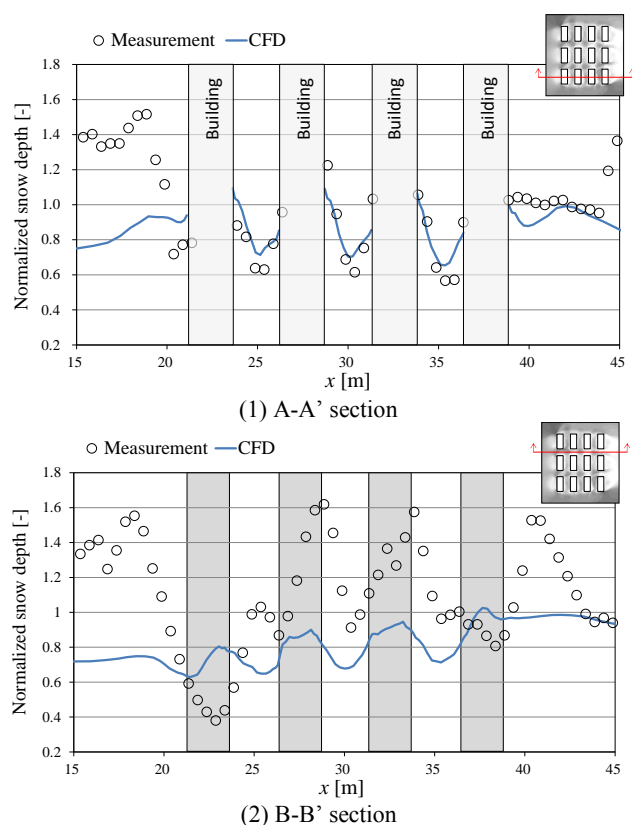 Measurement CFD
1.8
1.6
1.4
1.2
1.0
0.8
0.6
0.4
0.2
Normalized snow depth [-]
Building
Building
Building
Building
15 20 25 30 35 40 45
x [m]
(1) A-A’ section
Measurement CFD
1.8
1.6
1.4
1.2
1
0.8
0.6
0.4
0.2
Normalized snow depth [-]
15 20 25 30 35 40 45
x [m]
(2) B-B’ section